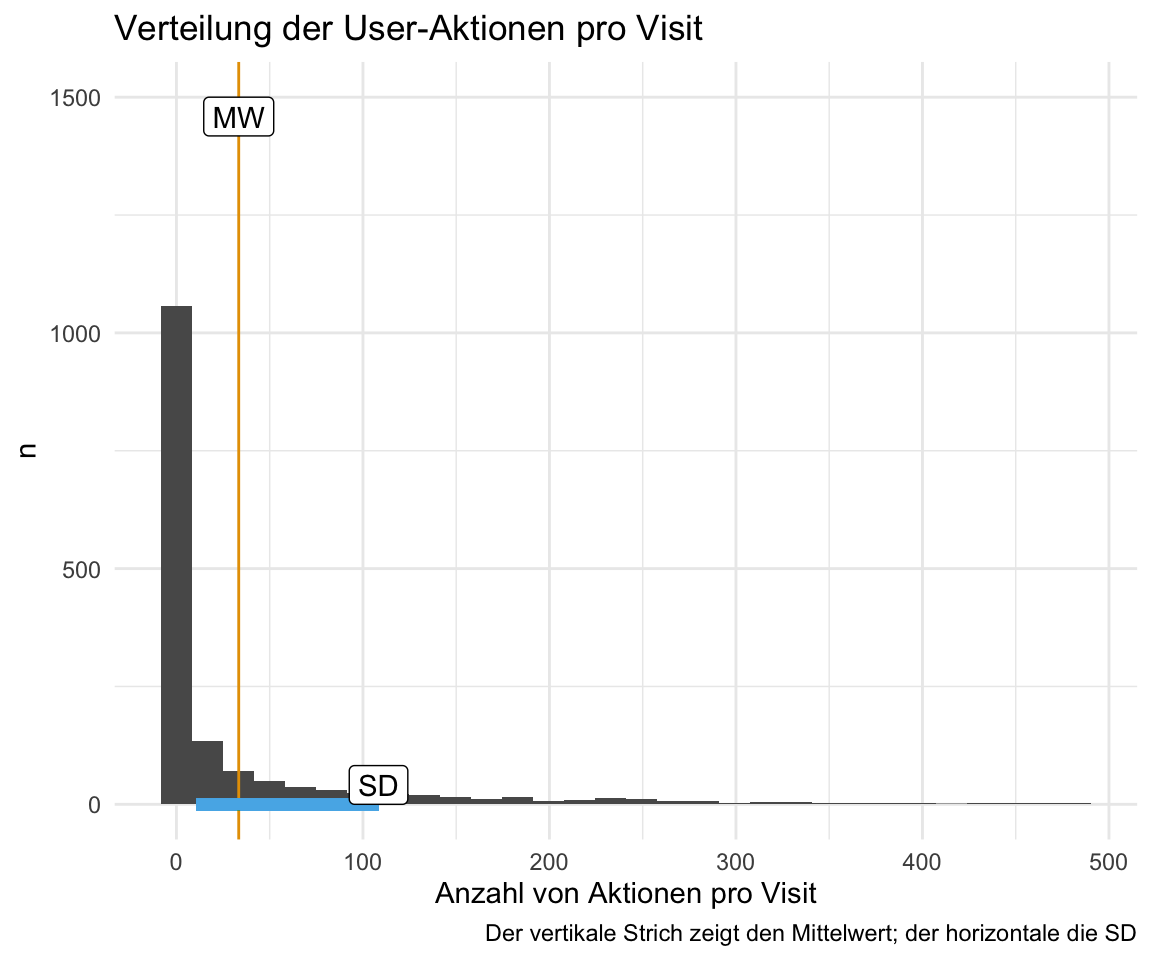 Verteilung der User-Aktionen pro Visit
1500
MW
1000
n
500
SD
0
0 100 200 300 400 500
Anzahl von Aktionen pro Visit
Der vertikale Strich zeigt den Mittelwert; der horizontale die SD